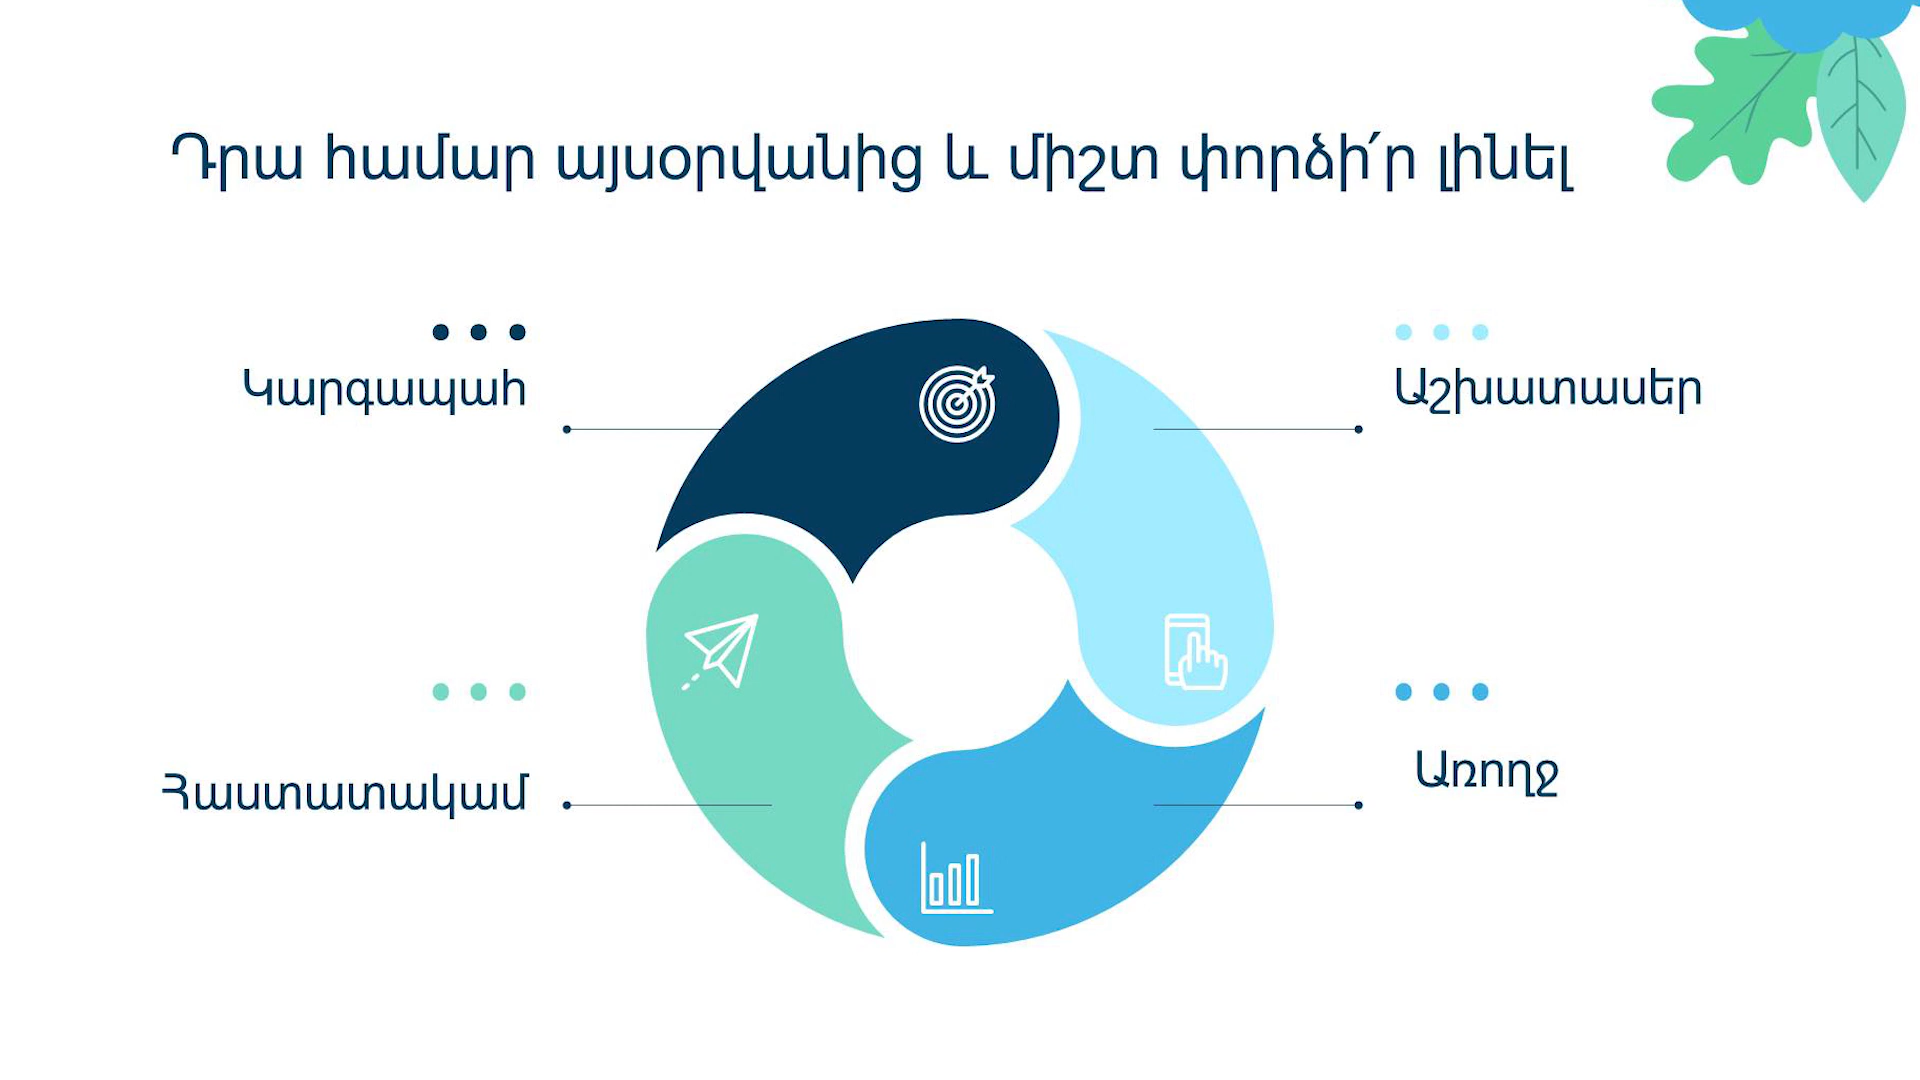 Դրա համար այսօրվանից և միշտ փորձի՛ր լինել
Կարգապահ
Աշխատասեր
Հաստատակամ
Առողջ